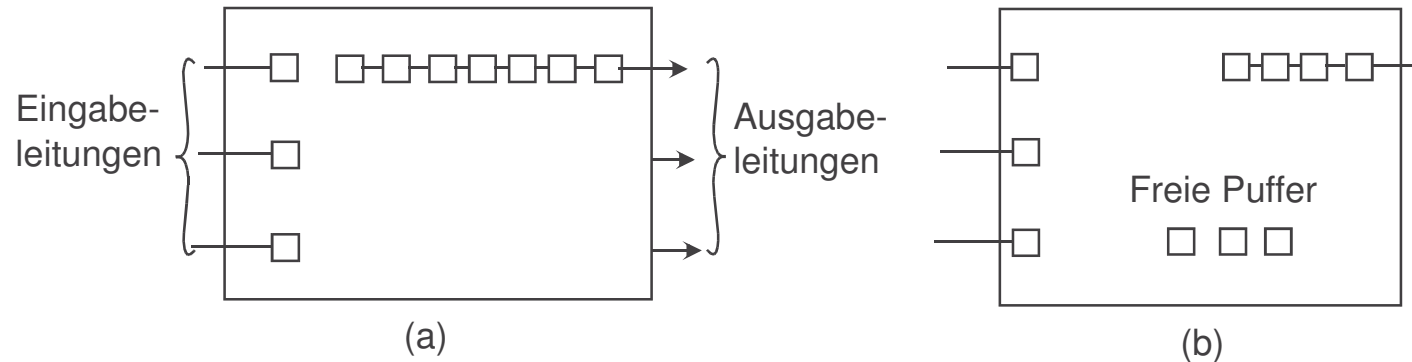 Eingabe-
leitungen
Ausgabe-
leitungen
Freie Puffer
(a)
(b)